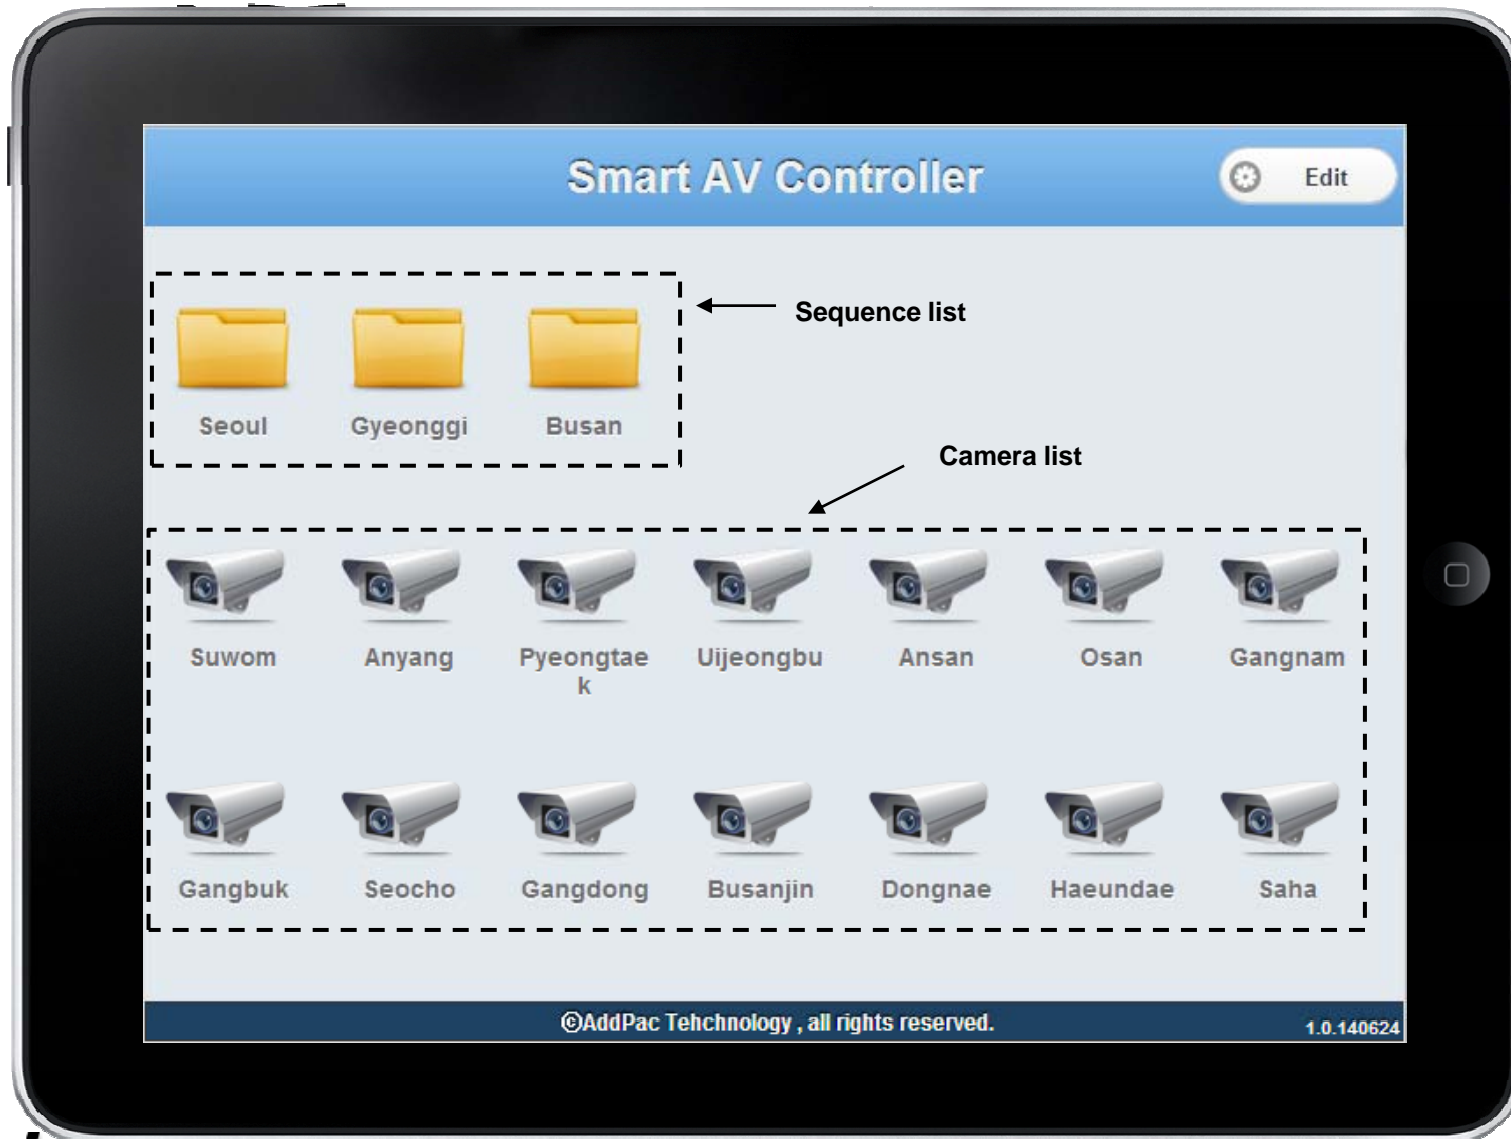 Smart AV Controller
Edit
Sequence list
Seoul Gyeonggi Busan
Camera list
Suwom Anyang Pyeongtae Uijeongbu Ansan Osan Gangnam
k
Gangbuk Seocho Gangdong Busanjin Dongnae Haeundae Saha
©AddPac Tehchnology , all rights reserved.
1.0.140624